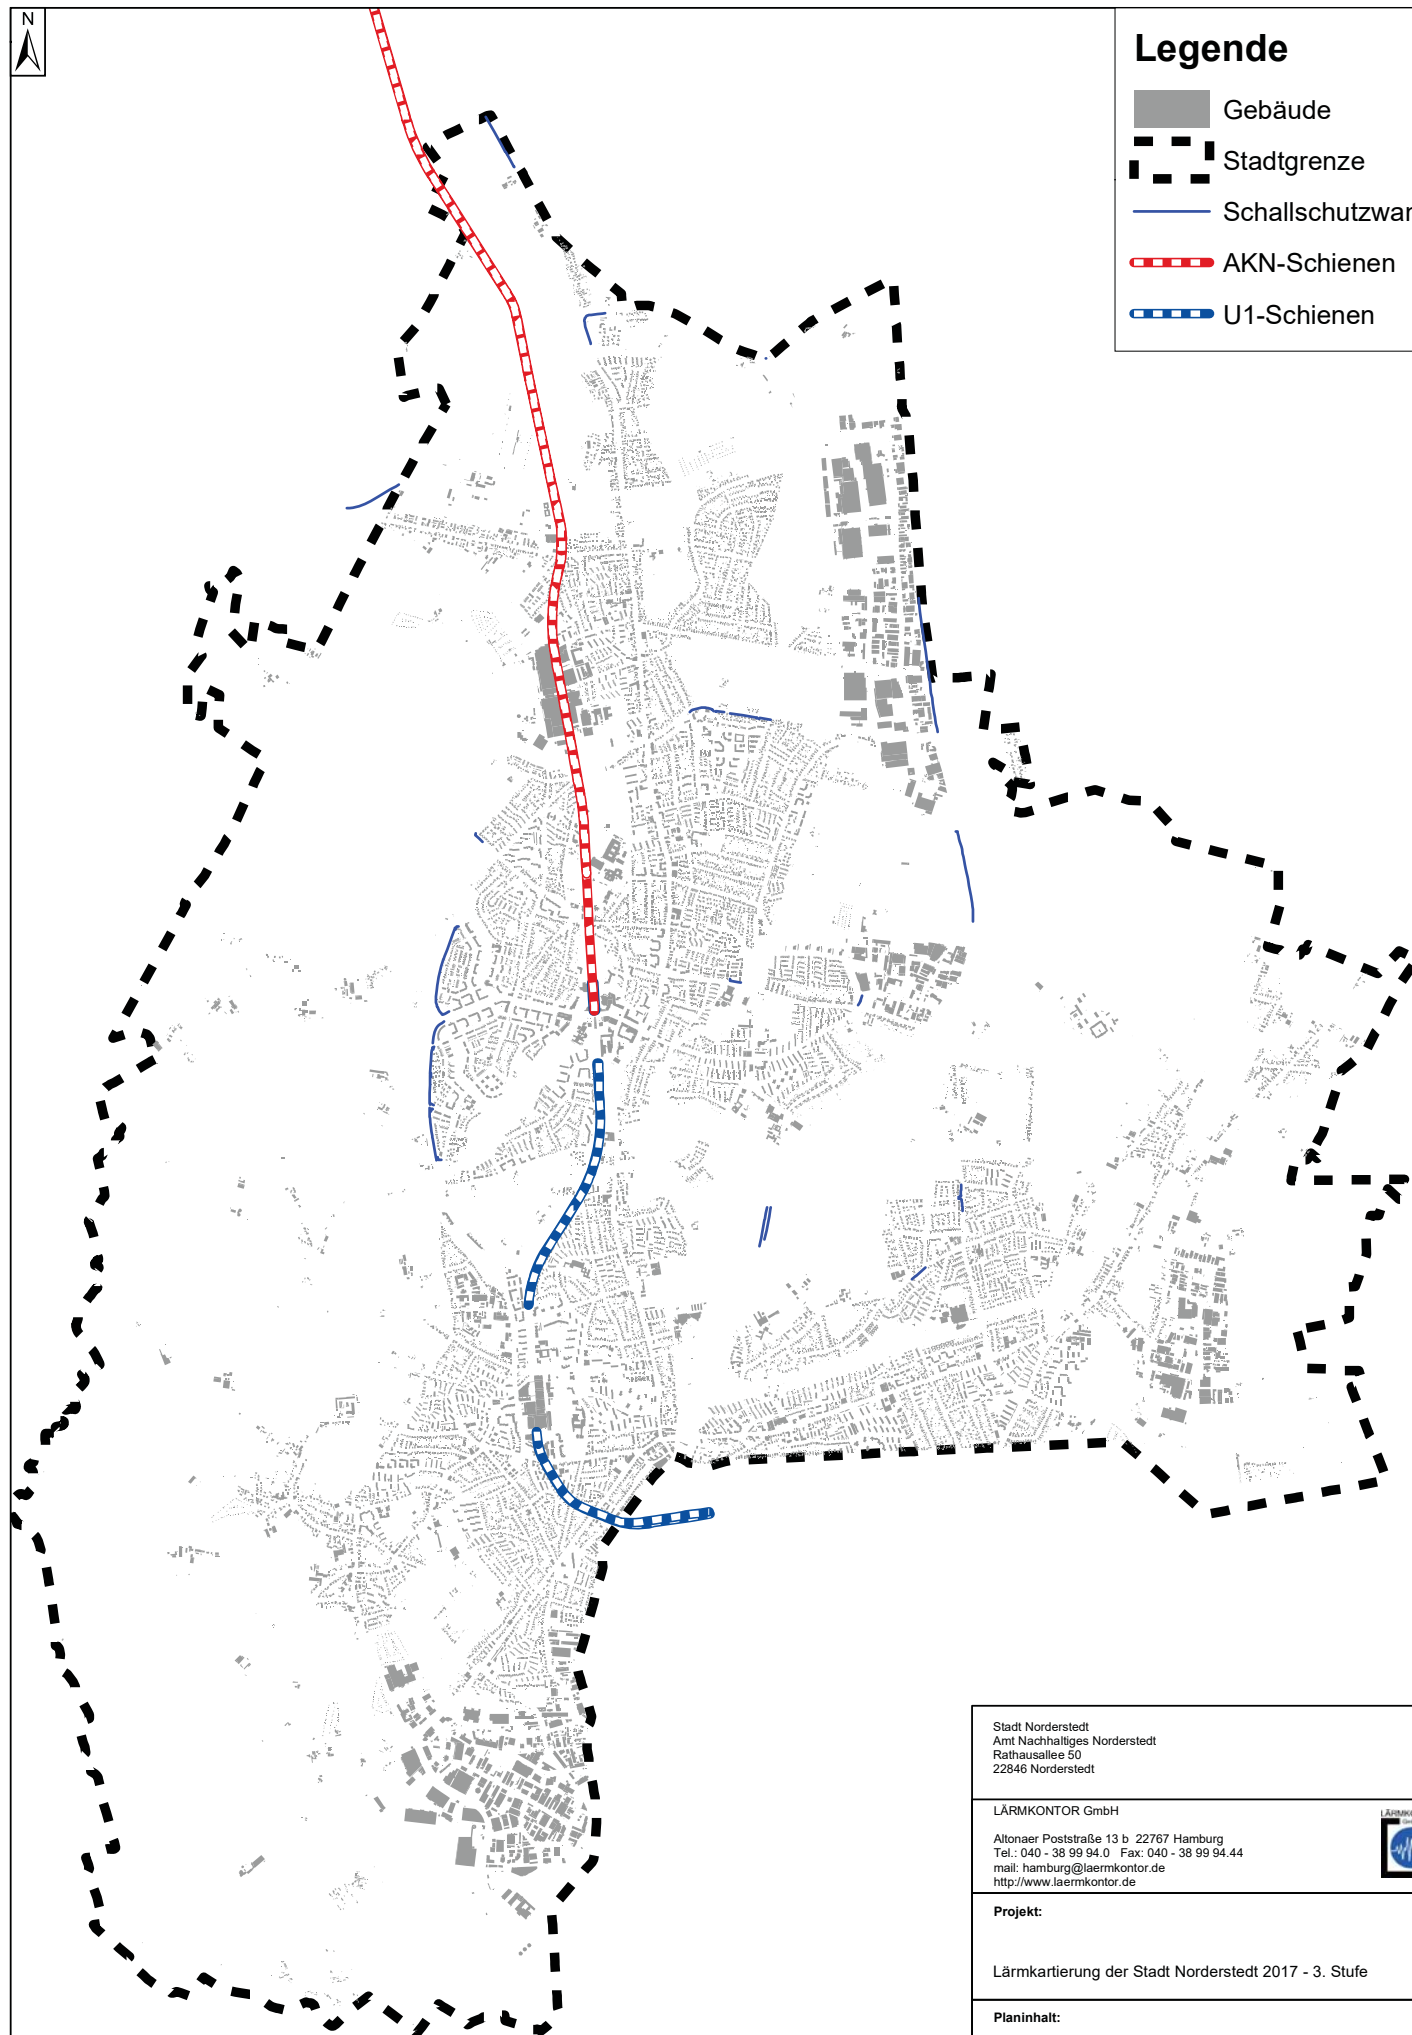 N
Legende
Gebäude
Stadtgrenze
AKN-Schienen
U1-Schienen
Stadt Norderstedt
Amt Nachhaltiges Norderstedt
Rathausallee 50
22846 Norderstedt
LÄRMKONTOR GmbH
Altonaer Poststraße 13 b 22767 Hamburg
Tel.: 040 - 38 99 94.0 Fax: 040 - 38 99 94.44
mail: hamburg@laermkontor.de
http://www.laermkontor.de
Projekt:
Lärmkartierung der Stadt Norderstedt 2017 - 3. Stufe
Planinhalt: